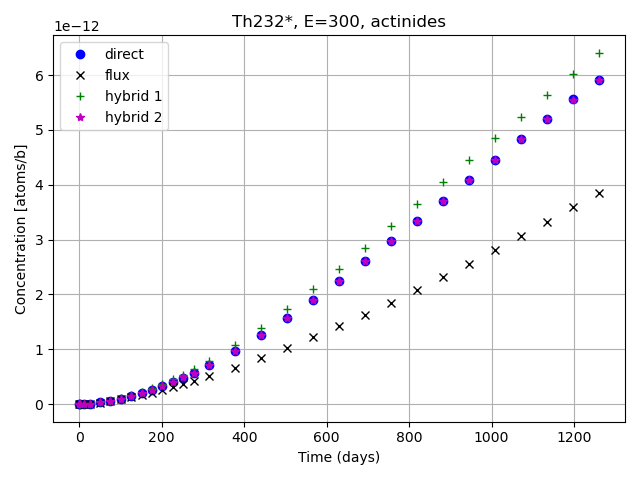 Th232*, E=300, actinides
1e−12
direct
flux
hybrid 1
hybrid 2
6
5
4
3
2
1
0
Concentration [atoms/b]
0 200 400 600 800 1000 1200
Time (days)